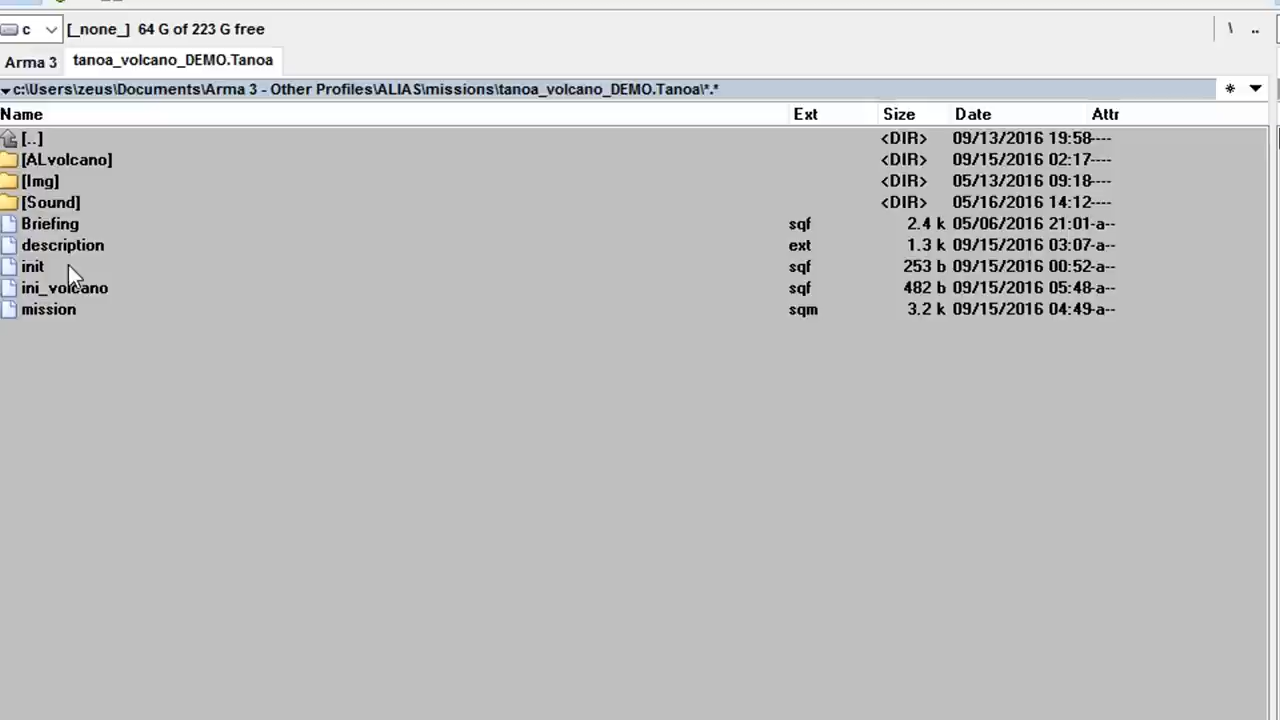 c [_none_] 64 G of 223 G free \ ..
Arma 3 tanoa_volcano_DEMO.Tanoa
c:\Users\zeus\Documents\Arma 3 - Other Profiles\ALIAS\missions\tanoa_volcano_DEMO.Tanoa\*.* *
Name Ext Size Date Attr
[..] <DIR> 09/13/2016 19:58 ----
[ALvolcano] <DIR> 09/15/2016 02:17 ----
[Img] <DIR> 05/13/2016 09:18 ----
[Sound] <DIR> 05/16/2016 14:12 ----
Briefing sqf 2.4 k 05/06/2016 21:01 -a--
description ext 1.3 k 09/15/2016 03:07 -a--
init sqf 253 b 09/15/2016 00:52 -a--
ini_volcano sqf 482 b 09/15/2016 05:48 -a--
mission sqm 3.2 k 09/15/2016 04:49 -a--